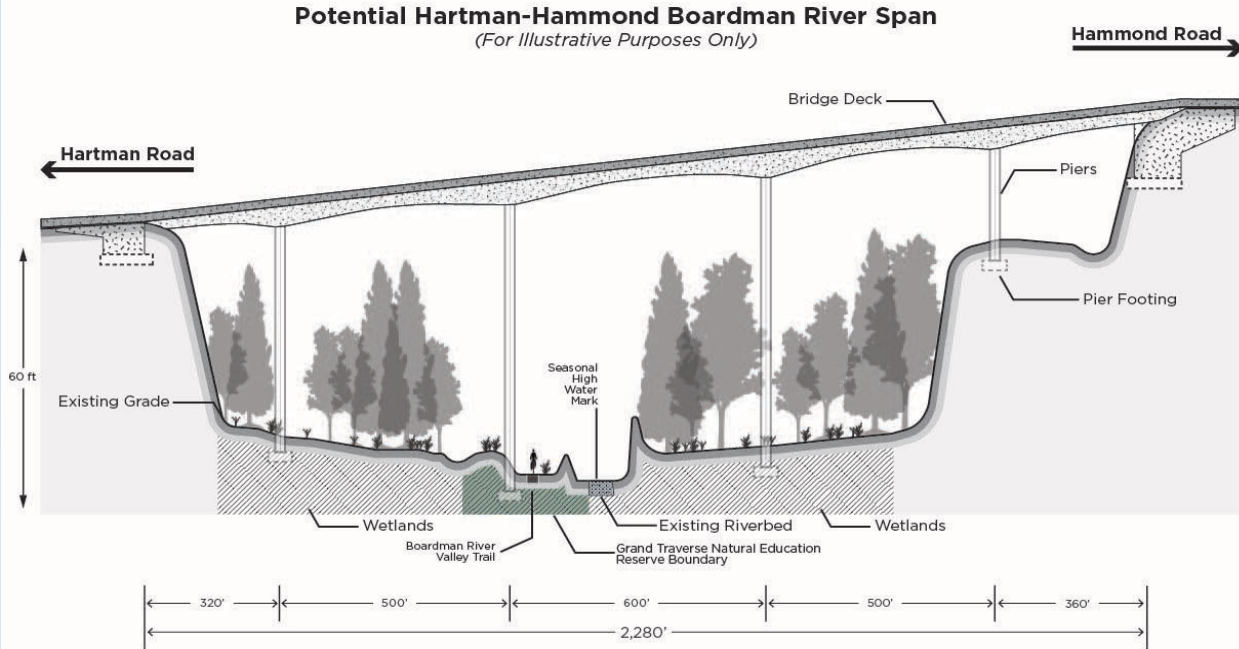 Potential Hartman-Hammond Boardman River Span
(For Illustrative Purposes Only)
Hammond Road
Bridge Deck
Hartman Road
Piers
Pier Footing
Seasonal
High
Water
Mark
60 ft
Existing Grade
Wetlands
Existing Riverbed
Wetlands
Boardman River
Valley Trail
Grand Traverse Natural Education
Reserve Boundary
320'
500'
600'
500'
360'
2,280'